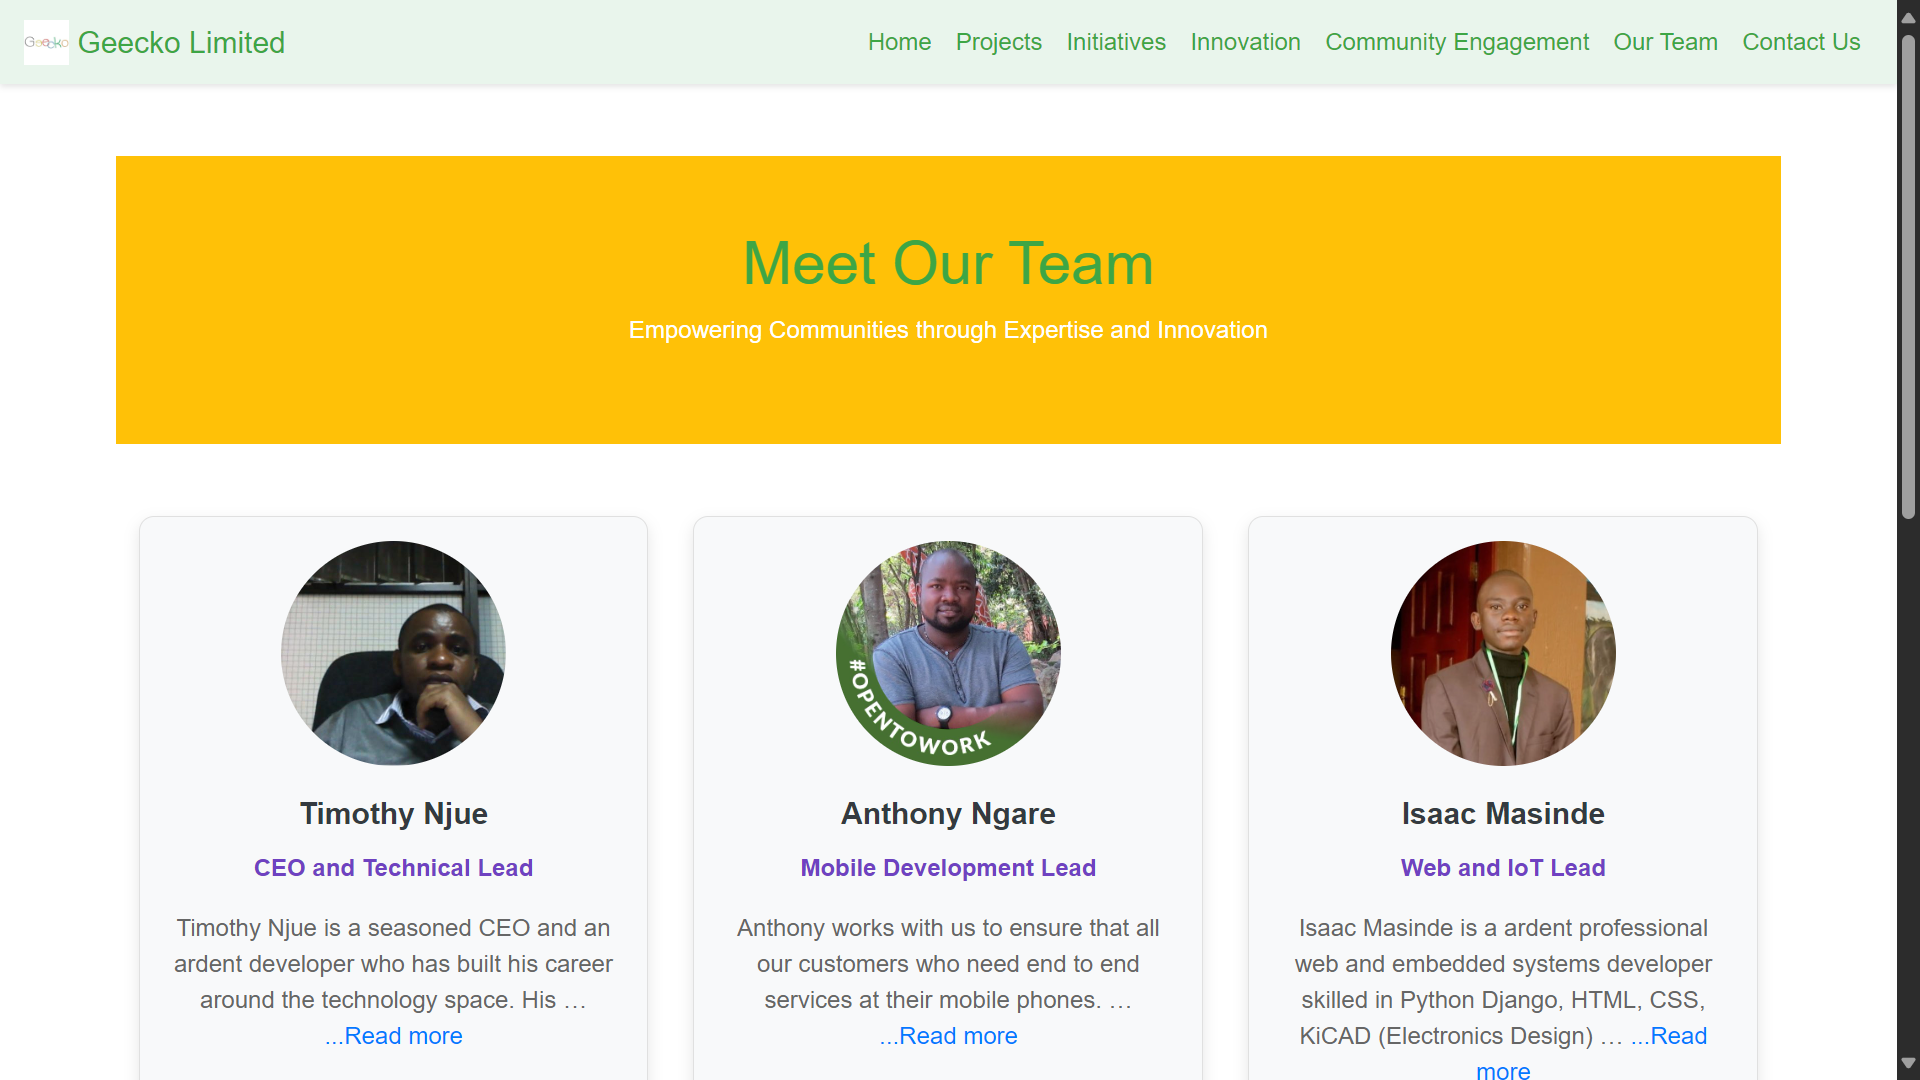 Geecko
Geecko Limited
Home Projects Initiatives Innovation Community Engagement Our Team Contact Us
Meet Our Team
Empowering Communities through Expertise and Innovation
#OPENTOWORK
Timothy Njue
CEO and Technical Lead
Timothy Njue is a seasoned CEO and an
ardent developer who has built his career
around the technology space. His …
...Read more
Anthony Ngare
Mobile Development Lead
Anthony works with us to ensure that all
our customers who need end to end
services at their mobile phones. …
...Read more
Isaac Masinde
Web and IoT Lead
Isaac Masinde is a ardent professional
web and embedded systems developer
skilled in Python Django, HTML, CSS,
KiCAD (Electronics Design) … ...Read
more